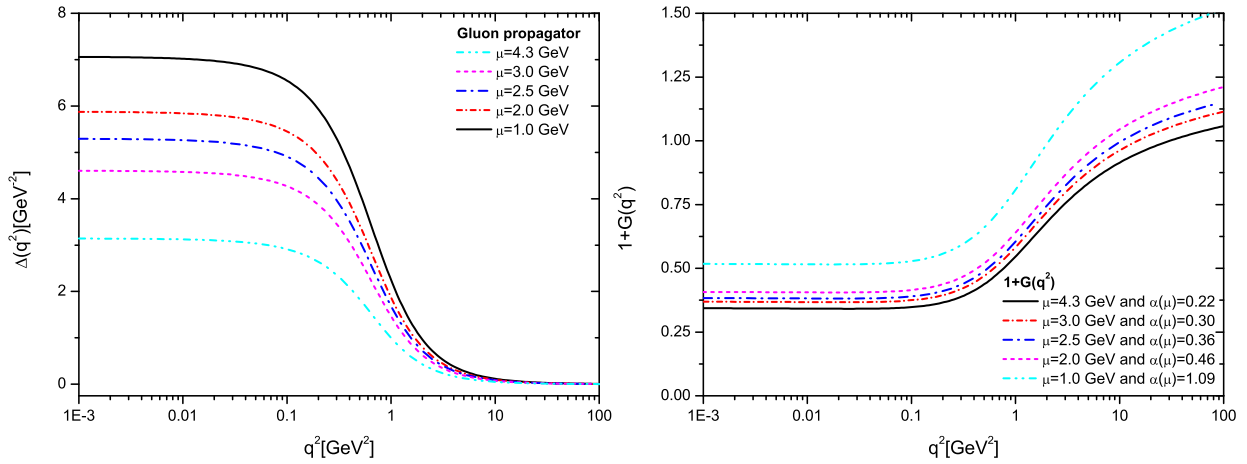 8
6
4
2
0
Δ(q²)[GeV⁻²]
Gluon propagator
μ=4.3 GeV
μ=3.0 GeV
μ=2.5 GeV
μ=2.0 GeV
μ=1.0 GeV
1E-3 0.01 0.1 1 10 100
q²[GeV²]
1.50
1.25
1.00
0.75
0.50
0.25
0.00
1+G(q²)
1+G(q²)
μ=4.3 GeV and α(μ)=0.22
μ=3.0 GeV and α(μ)=0.30
μ=2.5 GeV and α(μ)=0.36
μ=2.0 GeV and α(μ)=0.46
μ=1.0 GeV and α(μ)=1.09
1E-3 0.01 0.1 1 10 100
q²[GeV²]